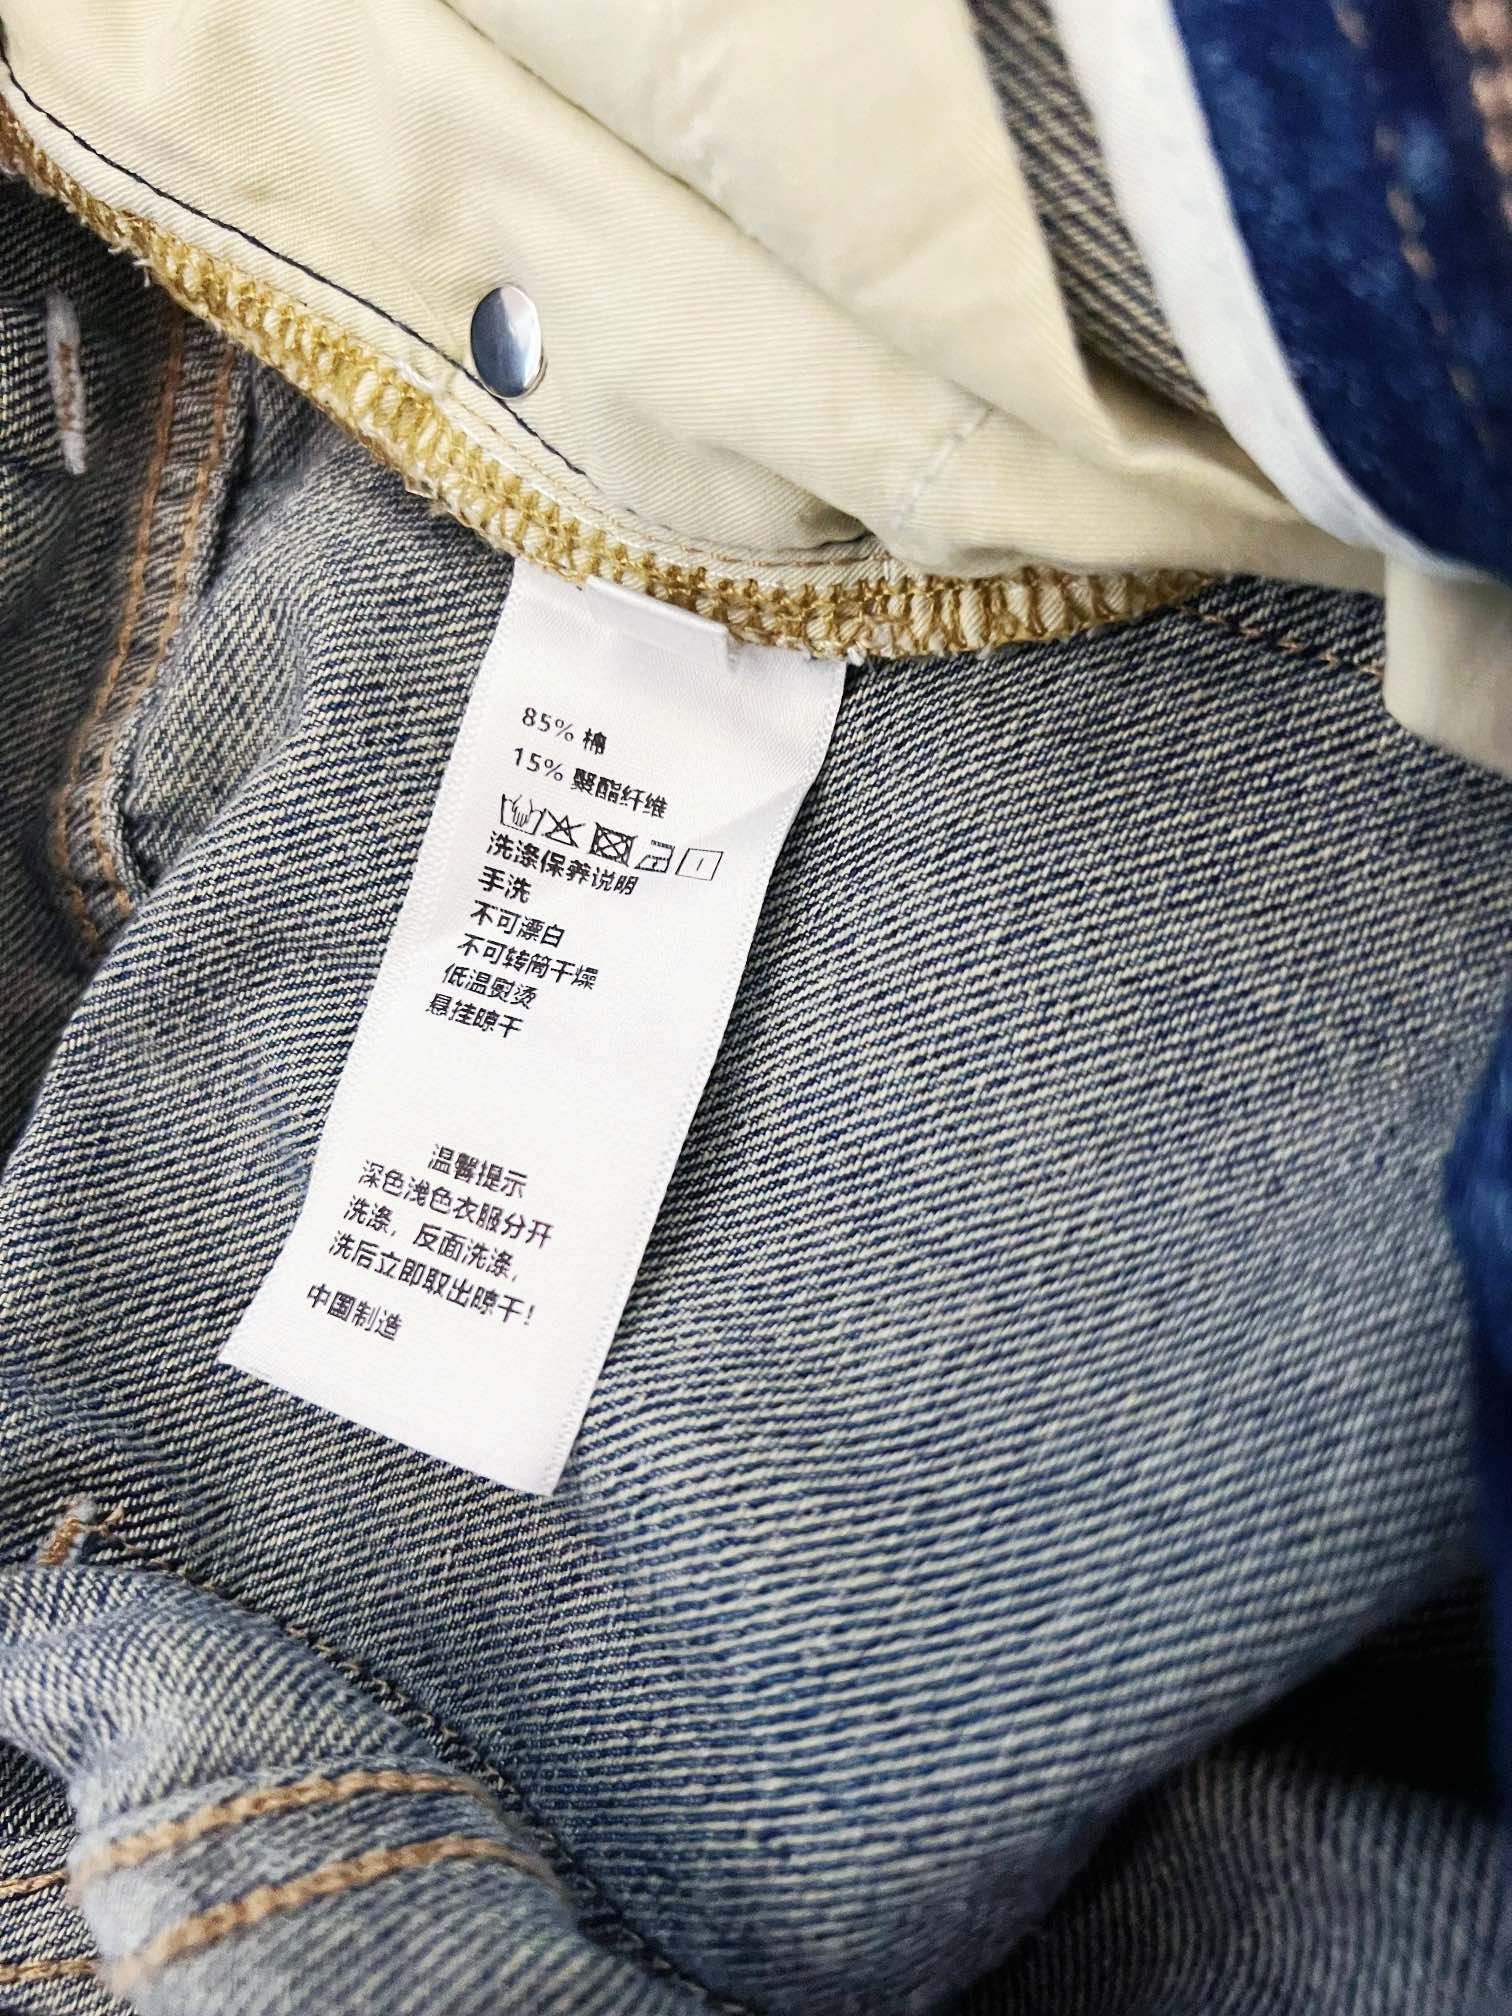 85% 棉
15% 聚酯纤维
洗涤保养说明
手洗
不可漂白
不可转筒干燥
低温熨烫
悬挂晾干
温馨提示
深色浅色衣服分开
洗涤，反面洗涤，
洗后立即取出晾干！
中国制造